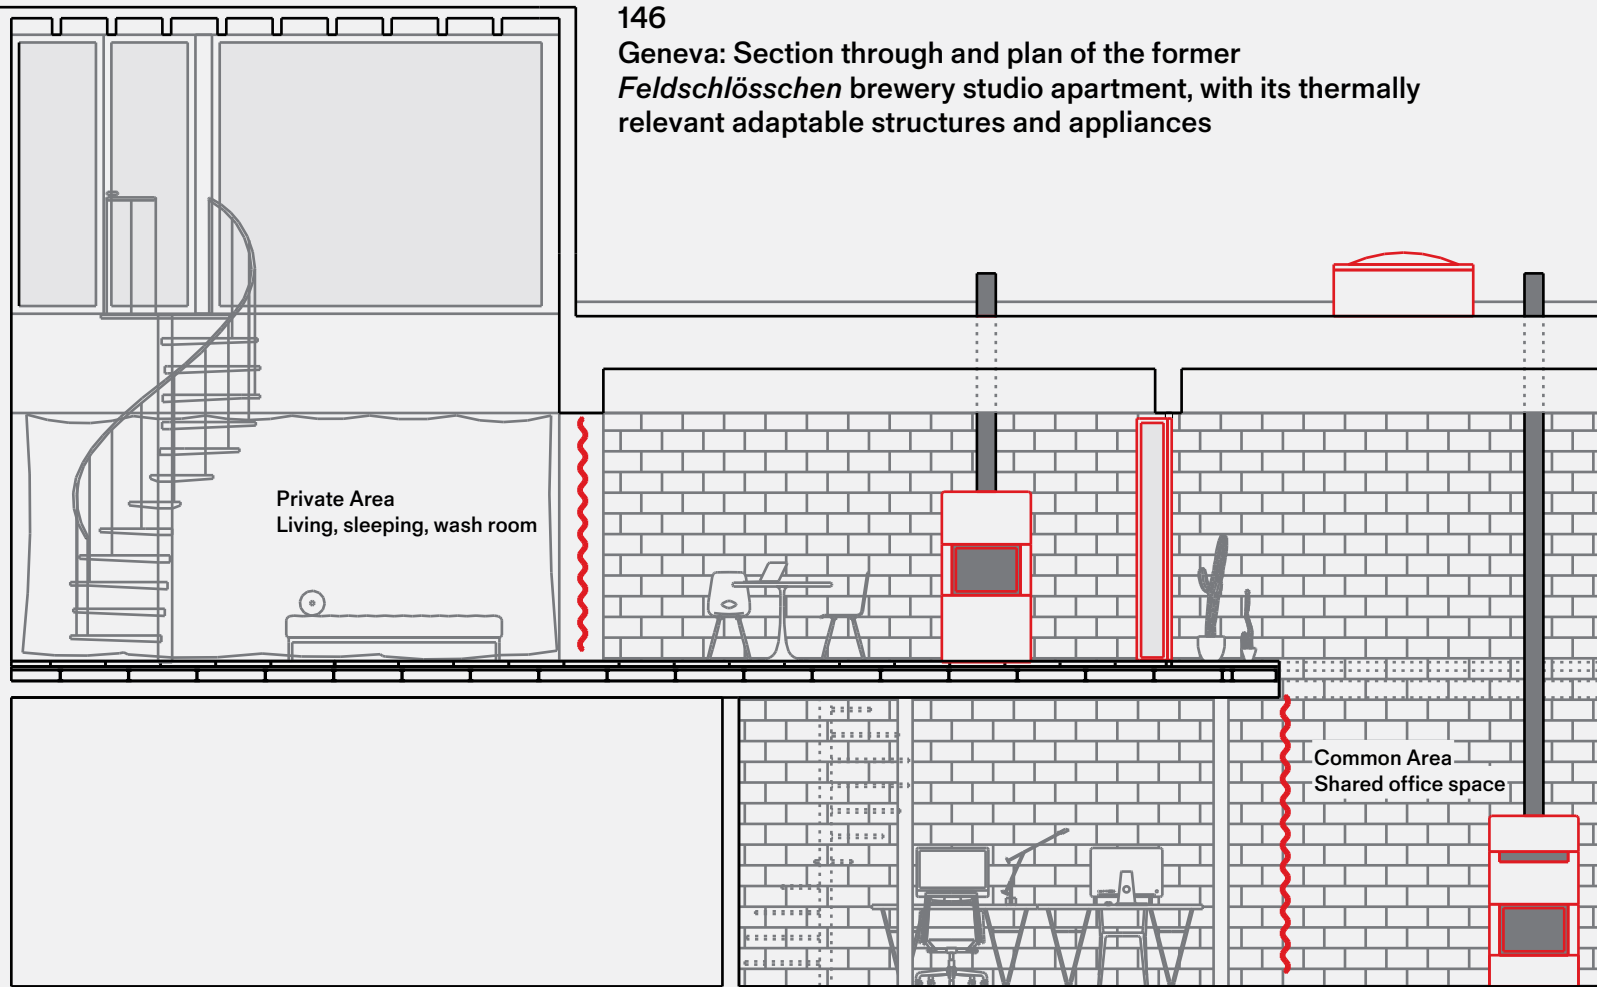 146
Geneva: Section through and plan of the former
Feldschlösschen brewery studio apartment, with its thermally
relevant adaptable structures and appliances
Private Area
Living, sleeping, wash room
Common Area
Shared office space